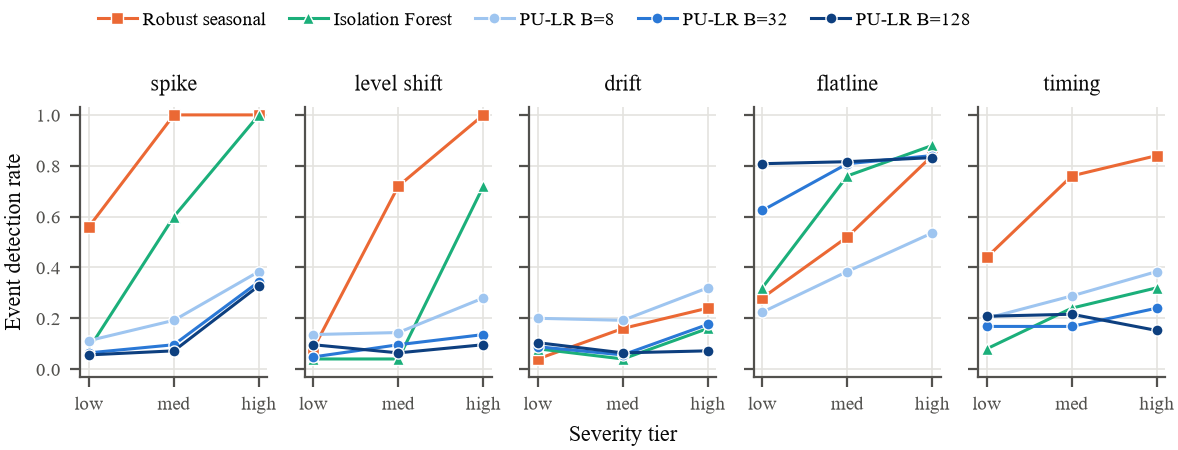 Robust seasonal Isolation Forest PU-LR B=8 PU-LR B=32 PU-LR B=128
spike level shift drift flatline timing
Event detection rate
1.0
0.8
0.6
0.4
0.2
0.0
low med high low med high low med high low med high low med high
Severity tier